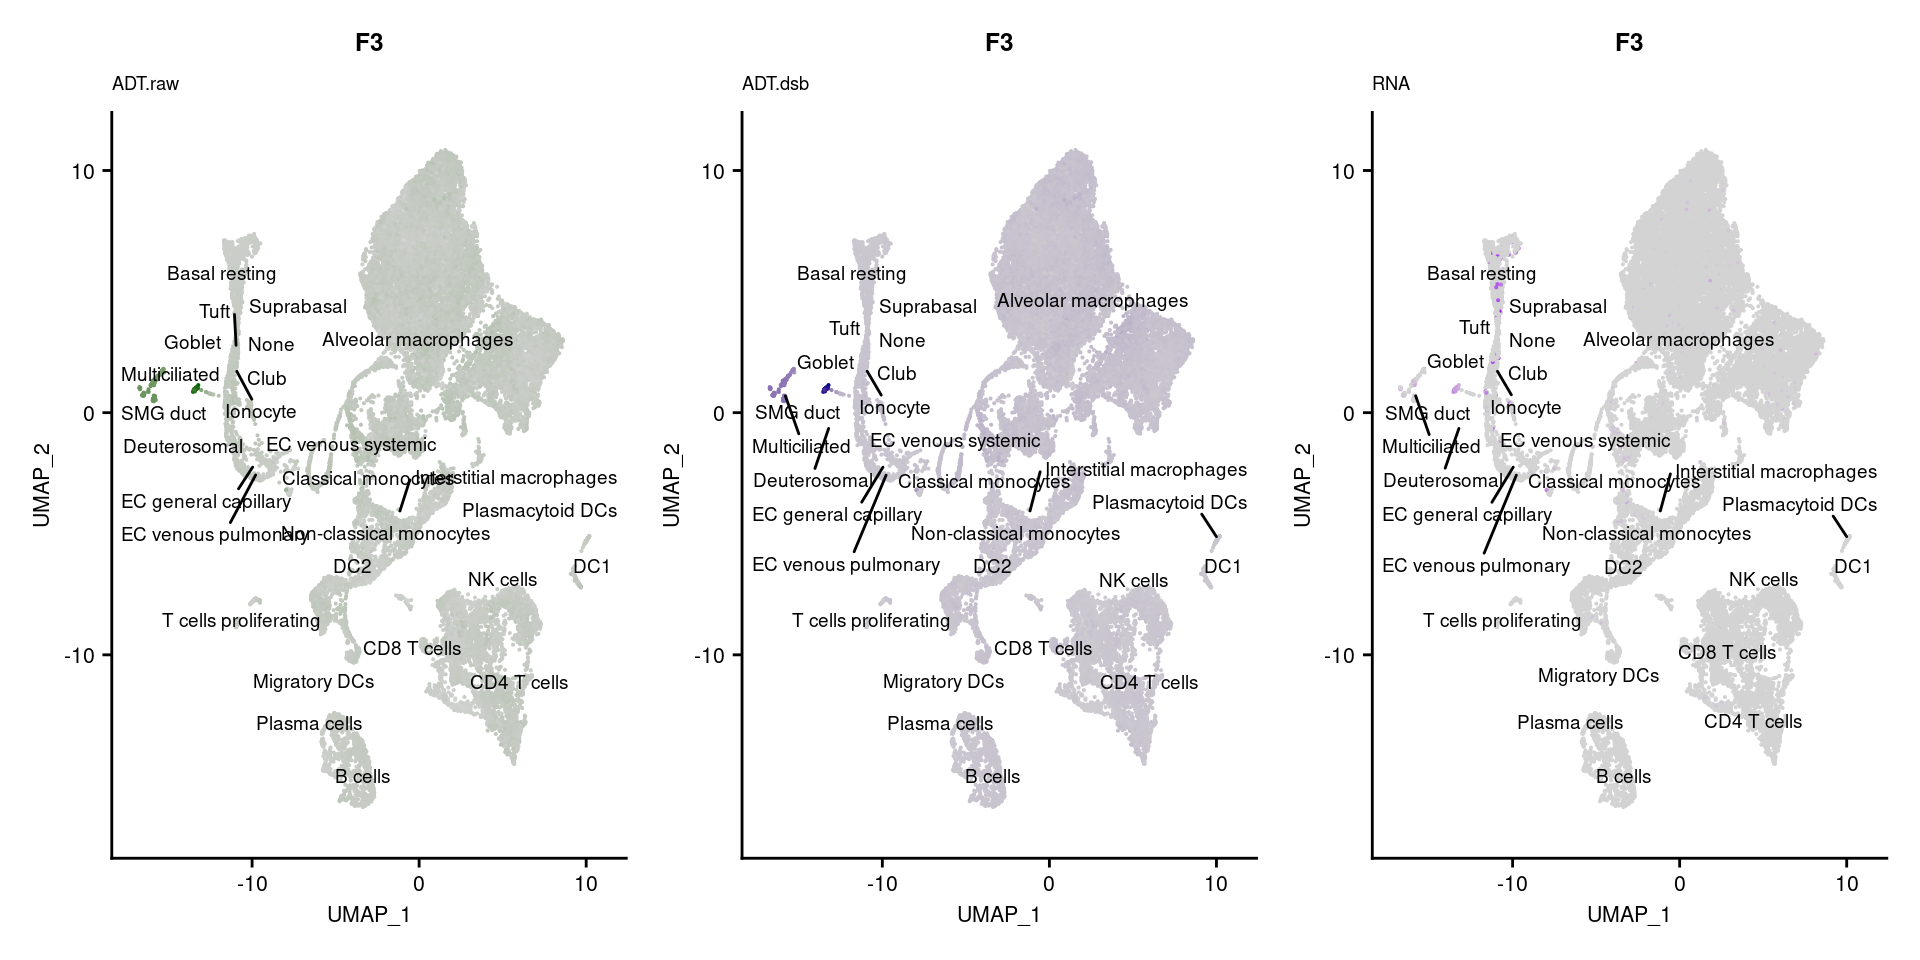 F3
ADT.raw
UMAP_2
10
0
-10
Basal resting
Tuft
Suprabasal
Goblet
None
Alveolar macrophages
Multiciliated
Club
SMG duct
Ionocyte
Deuterosomal
EC venous systemic
Classical monocytes
Interstitial macrophages
EC general capillary
Plasmacytoid DCs
EC venous pulmonary
Non-classical monocytes
DC2
DC1
NK cells
T cells proliferating
CD8 T cells
Migratory DCs
CD4 T cells
Plasma cells
B cells
-10
0
10
UMAP_1
F3
ADT.dsb
UMAP_2
10
0
-10
Basal resting
Suprabasal
Alveolar macrophages
Tuft
None
Goblet
Club
SMG duct
Ionocyte
Multiciliated
EC venous systemic
Interstitial macrophages
Deuterosomal
Classical monocytes
Plasmacytoid DCs
EC general capillary
Non-classical monocytes
EC venous pulmonary
DC2
DC1
NK cells
T cells proliferating
CD8 T cells
Migratory DCs
CD4 T cells
Plasma cells
B cells
-10
0
10
UMAP_1
F3
RNA
UMAP_2
10
0
-10
Basal resting
Suprabasal
Tuft
None
Alveolar macrophages
Goblet
Club
SMG duct
Ionocyte
Multiciliated
EC venous systemic
Interstitial macrophages
Deuterosomal
Classical monocytes
Plasmacytoid DCs
EC general capillary
Non-classical monocytes
EC venous pulmonary
DC2
DC1
NK cells
T cells proliferating
CD8 T cells
Migratory DCs
Plasma cells
CD4 T cells
B cells
-10
0
10
UMAP_1